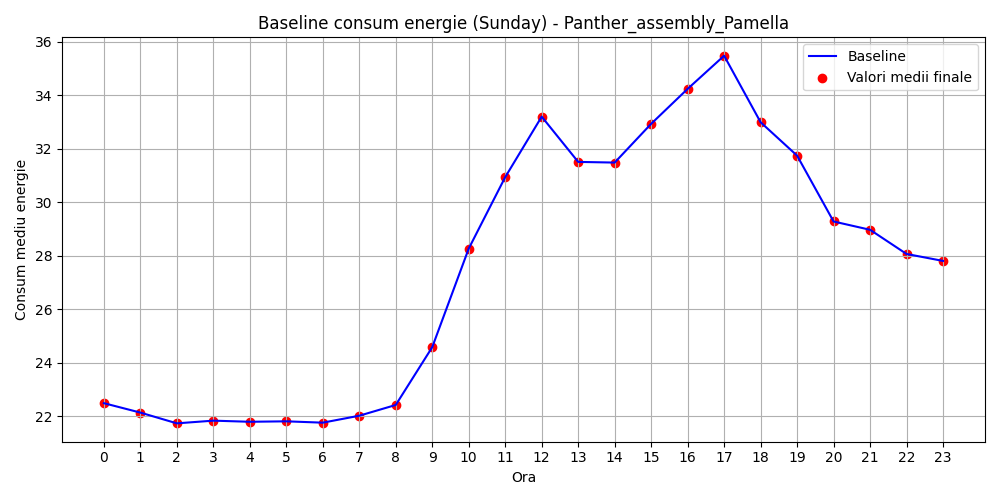 Baseline consum energie (Sunday) - Panther_assembly_Pamella
Baseline
Valori medii finale
Consum mediu energie
36
34
32
30
28
26
24
22
0 1 2 3 4 5 6 7 8 9 10 11 12 13 14 15 16 17 18 19 20 21 22 23
Ora